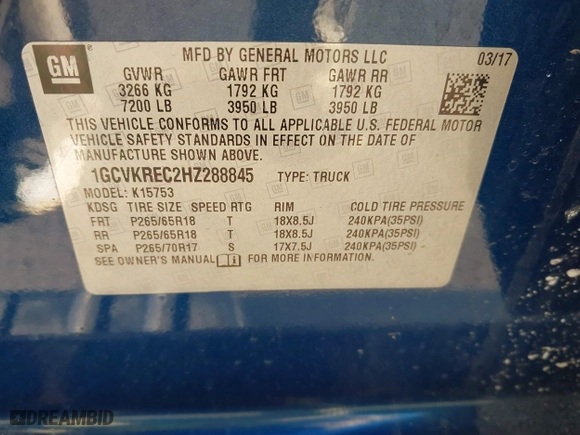 GM
MFD BY GENERAL MOTORS LLC
03/17
GVWR GAWR FRT GAWR RR
3266 KG 1792 KG 1792 KG
7200 LB 3950 LB 3950 LB
THIS VEHICLE CONFORMS TO ALL APPLICABLE U.S. FEDERAL MOTOR
VEHICLE SAFETY STANDARDS IN EFFECT ON THE DATE OF
MANUFACTURE SHOWN ABOVE.
1GCVKREC2HZ288845 TYPE: TRUCK
MODEL: K15753
KDSG TIRE SIZE SPEED RTG RIM COLD TIRE PRESSURE
FRT P265/65R18 T 18X8.5J 240KPA(35PSI)
RR P265/65R18 T 18X8.5J 240KPA(35PSI)
SPA P265/70R17 S 17X7.5J 240KPA(35PSI)
SEE OWNER'S MANUAL FOR MORE INFORMATION.
DREAMBID